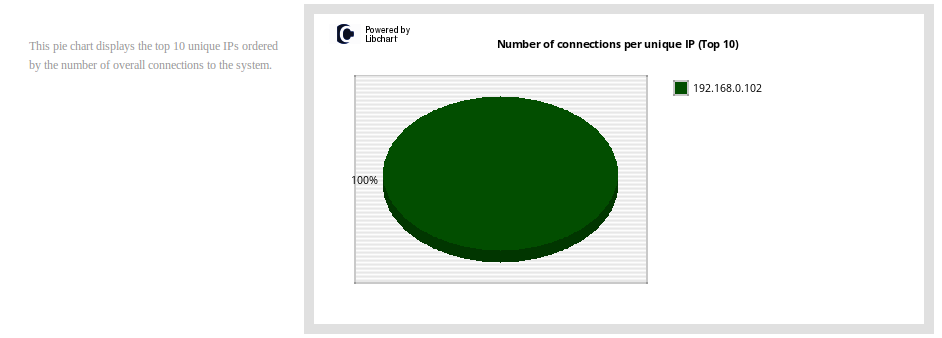 This pie chart displays the top 10 unique IPs ordered
by the number of overall connections to the system.
Powered by
Libchart
Number of connections per unique IP (Top 10)
192.168.0.102
100%